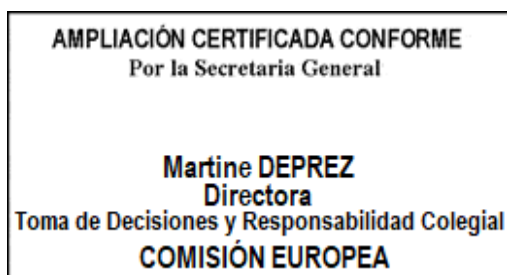 AMPLIACIÓN CERTIFICADA CONFORME
Por la Secretaria General
Martine DEPREZ
Directora
Toma de Decisiones y Responsabilidad Colegial
COMISIÓN EUROPEA